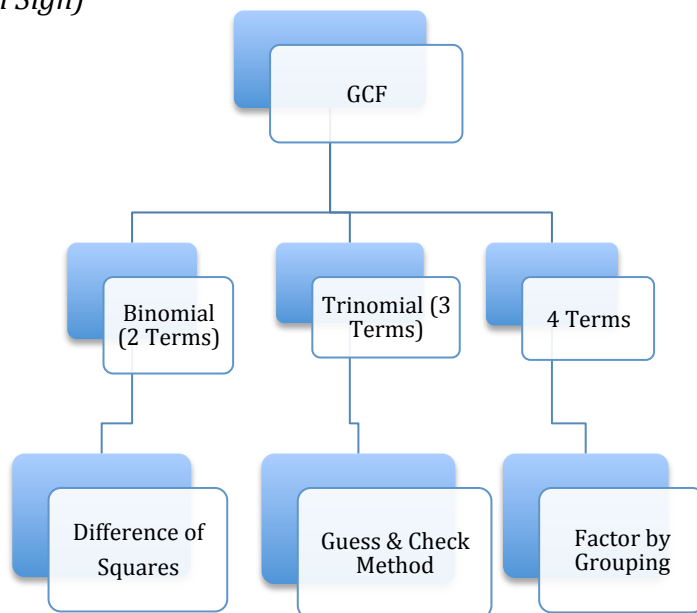 Sign)
GCF
Binomial
(2 Terms)
Trinomial (3
Terms)
4 Terms
Difference of
Squares
Guess & Check
Method
Factor by
Grouping